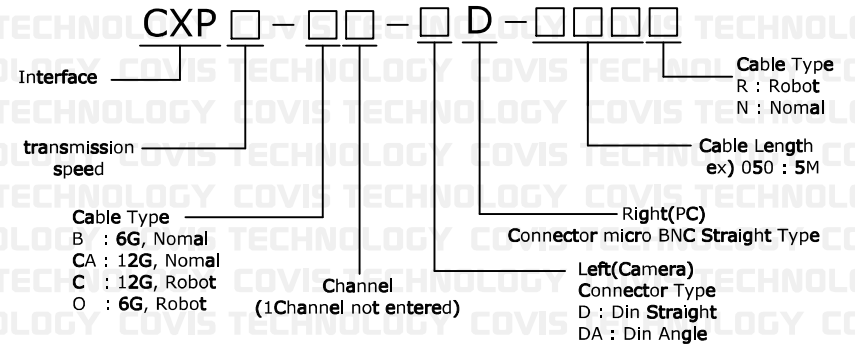 CXP□-□□-□D-□□□□
Interface
Cable Type
R : Robot
N : Nomal
transmission
speed
Cable Length
ex) 050 : 5M
Cable Type
B : 6G, Nomal
CA : 12G, Nomal
C : 12G, Robot
O : 6G, Robot
Channel
(1Channel not entered)
Right(PC)
Connector micro BNC Straight Type
Left(Camera)
Connector Type
D : Din Straight
DA : Din Angle
COVIS TECHNOLOGY